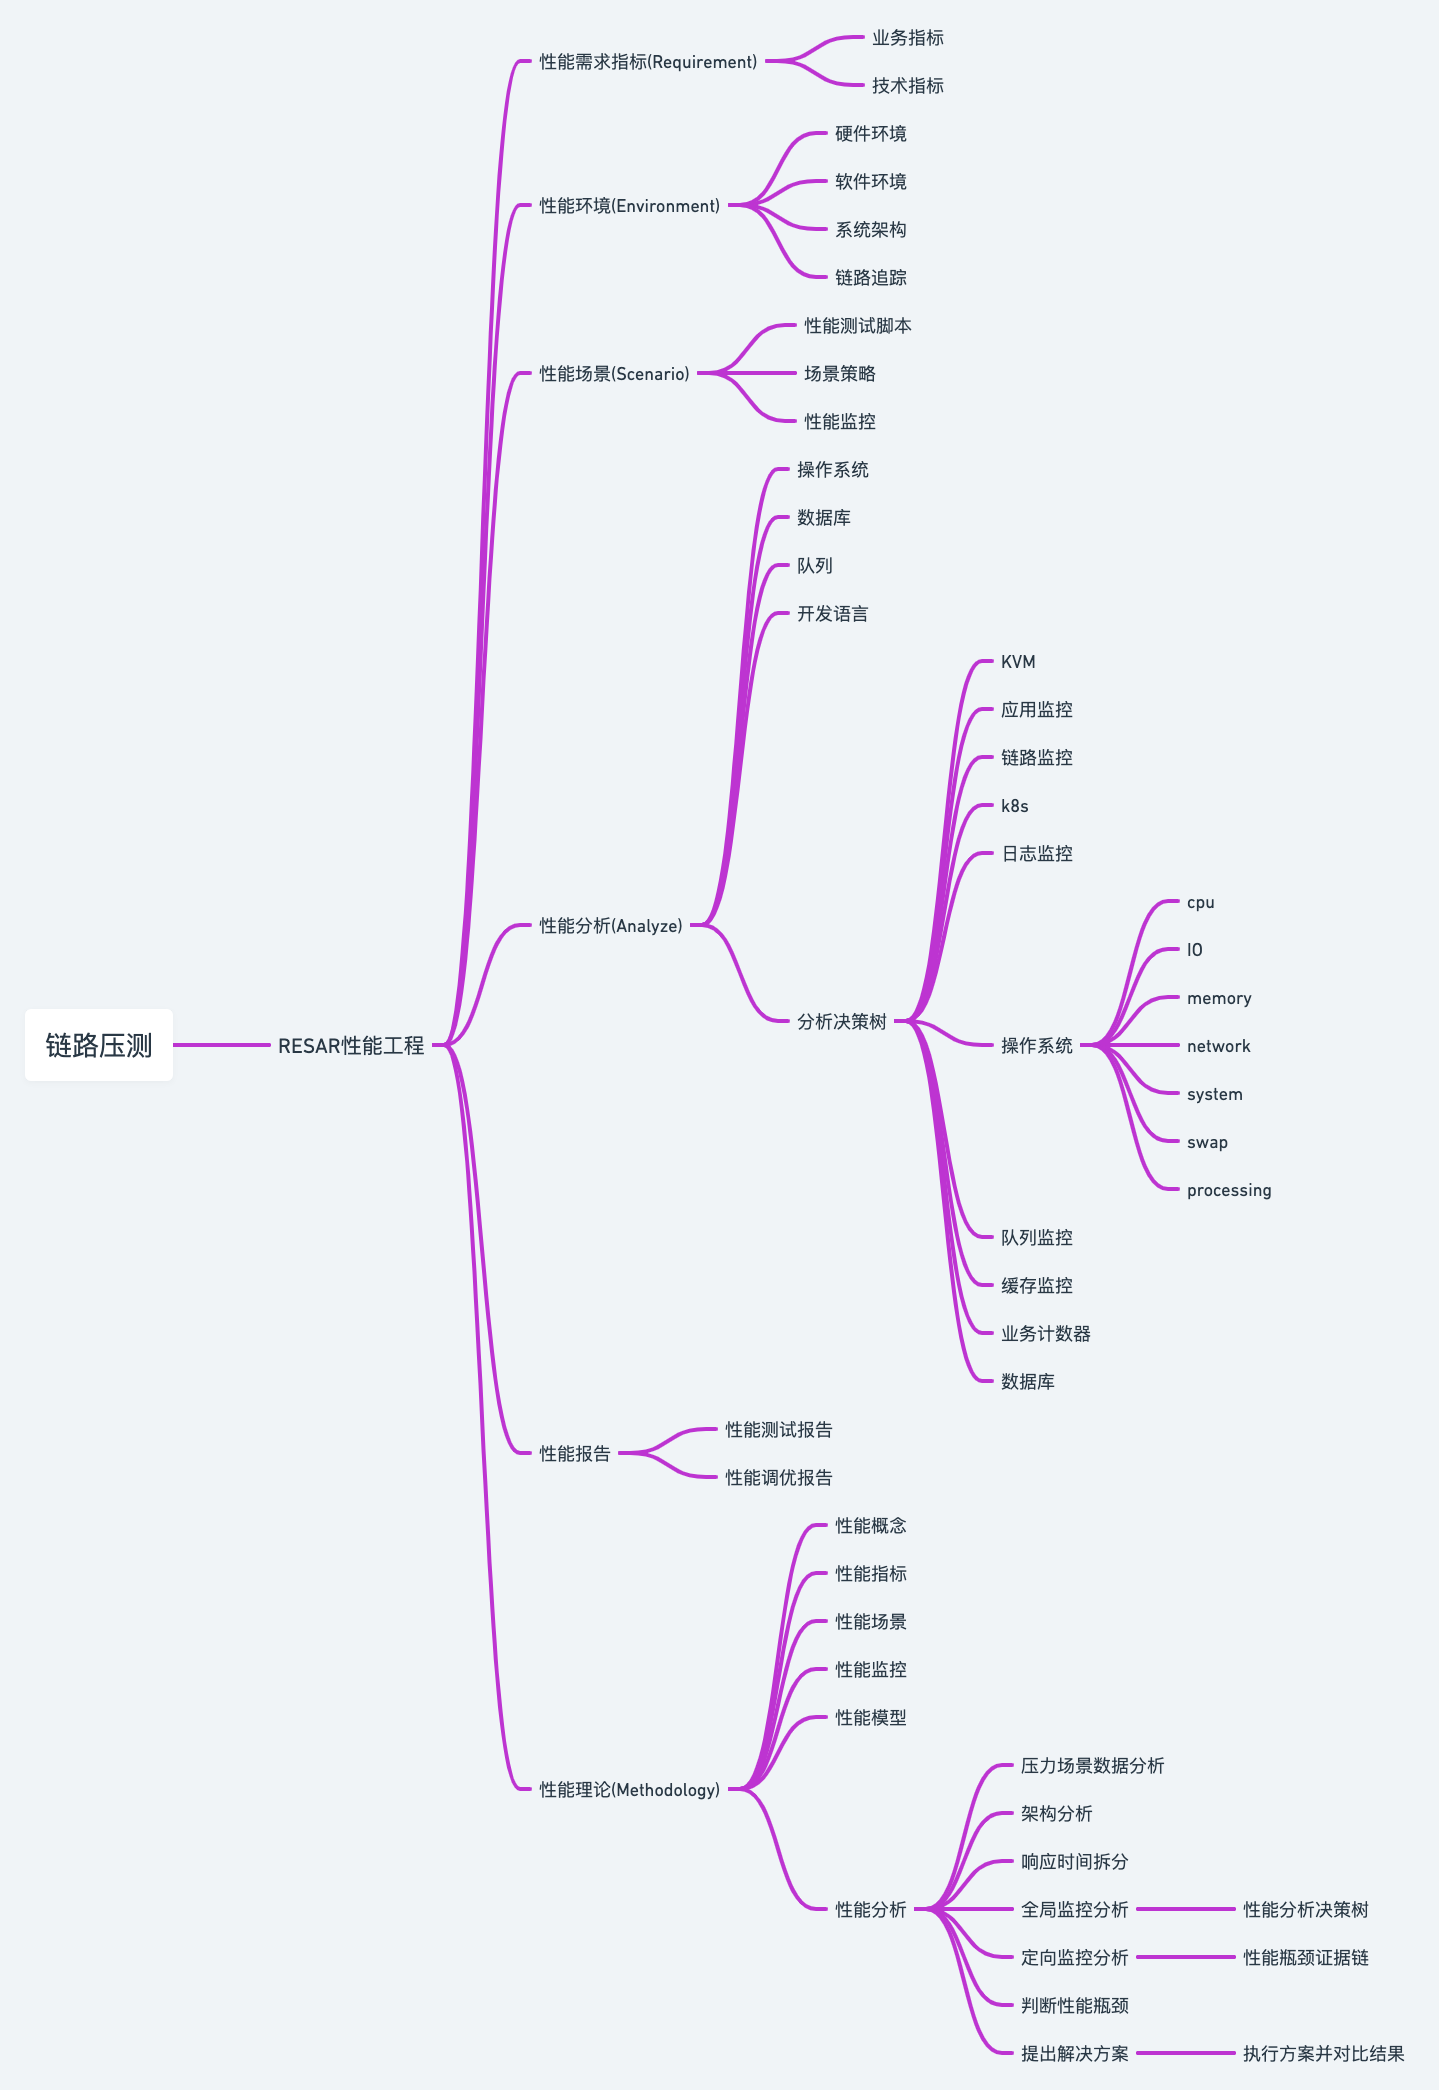 链路压测
RESAR性能工程
性能需求指标(Requirement)
业务指标
技术指标
性能环境(Environment)
硬件环境
软件环境
系统架构
链路追踪
性能场景(Scenario)
性能测试脚本
场景策略
性能监控
性能分析(Analyze)
操作系统
数据库
队列
开发语言
分析决策树
KVM
应用监控
链路监控
k8s
日志监控
操作系统
cpu
IO
memory
network
system
swap
processing
队列监控
缓存监控
业务计数器
数据库
性能报告
性能测试报告
性能调优报告
性能理论(Methodology)
性能概念
性能指标
性能场景
性能监控
性能模型
性能分析
压力场景数据分析
架构分析
响应时间拆分
全局监控分析
性能分析决策树
定向监控分析
性能瓶颈证据链
判断性能瓶颈
提出解决方案
执行方案并对比结果